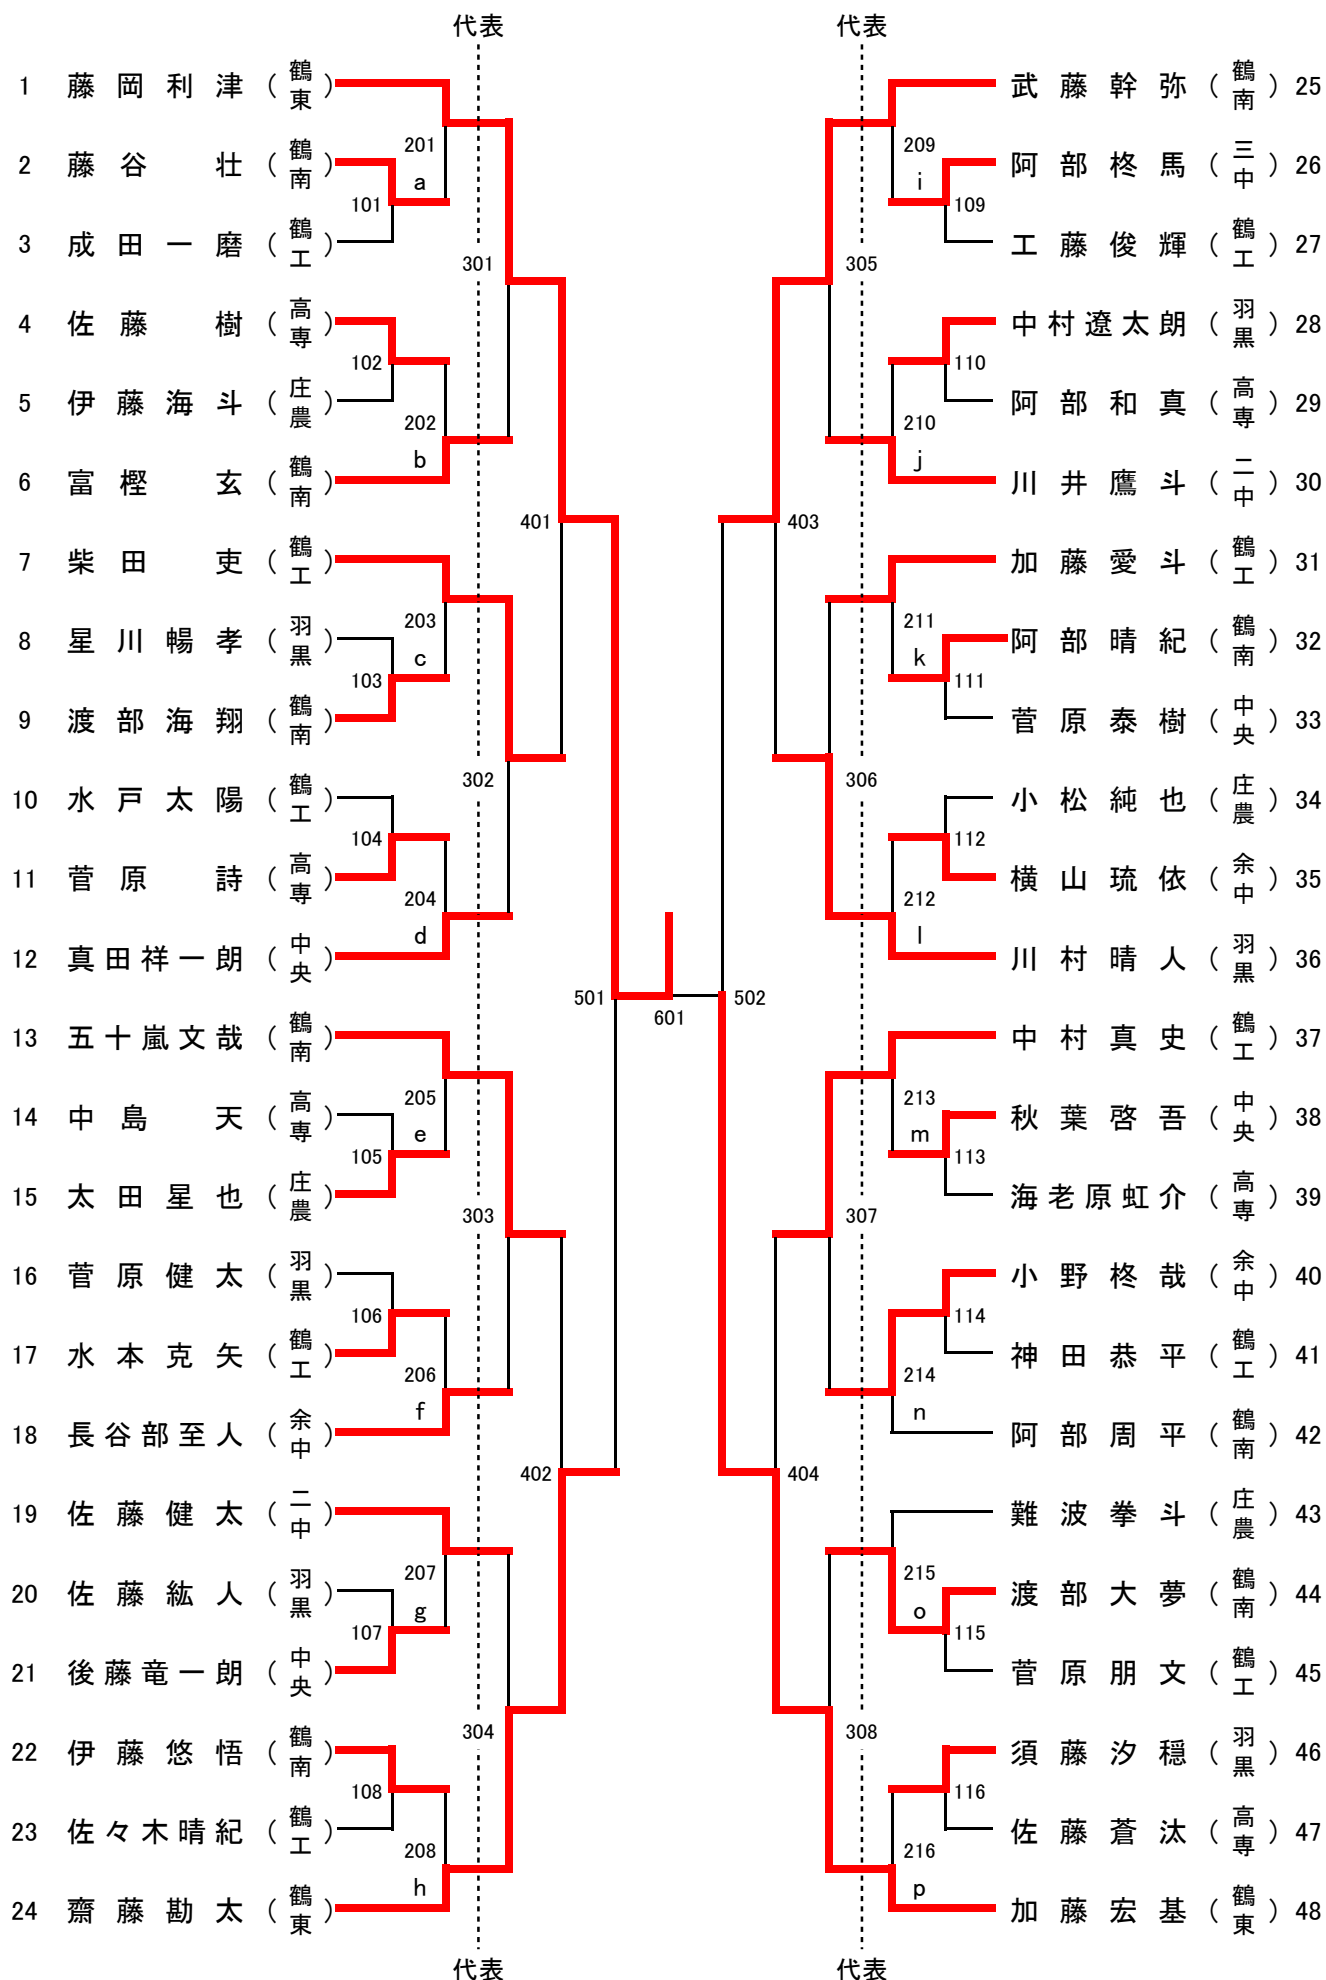 代表 代表
1 藤岡利津（鶴東）
2 藤谷 壮（鶴南）
3 成田一磨（鶴工）
4 佐藤 樹（高専）
5 伊藤海斗（庄農）
6 富樫 玄（鶴南）
7 柴田 吏（鶴工）
8 星川暢孝（羽黒）
9 渡部海翔（鶴南）
10 水戸太陽（鶴工）
11 菅原 詩（高専）
12 真田祥一朗（中央）
13 五十嵐文哉（鶴南）
14 中島 天（高専）
15 太田星也（庄農）
16 菅原健太（羽黒）
17 水本克矢（鶴工）
18 長谷部至人（余中）
19 佐藤健太（二中）
20 佐藤紘人（羽黒）
21 後藤竜一朗（中央）
22 伊藤悠悟（鶴南）
23 佐々木晴紀（鶴工）
24 齋藤勘太（鶴東）
101
102
103
104
105
106
107
108
201
a
202
b
203
c
204
d
205
e
206
f
207
g
208
h
301
302
303
304
401
402
501
601
502
403
404
305
306
307
308
209
i
210
j
211
k
212
l
213
m
214
n
215
o
216
p
109
110
111
112
113
114
115
116
武藤幹弥（鶴南）25
阿部柊馬（三中）26
工藤俊輝（鶴工）27
中村遼太朗（羽黒）28
阿部和真（高専）29
川井鷹斗（二中）30
加藤愛斗（鶴工）31
阿部晴紀（鶴南）32
菅原泰樹（中央）33
小松純也（庄農）34
横山琉依（余中）35
川村晴人（羽黒）36
中村真史（鶴工）37
秋葉啓吾（中央）38
海老原虹介（高専）39
小野柊哉（余中）40
神田恭平（鶴工）41
阿部周平（鶴南）42
難波拳斗（庄農）43
渡部大夢（鶴南）44
菅原朋文（鶴工）45
須藤汐穏（羽黒）46
佐藤蒼汰（高専）47
加藤宏基（鶴東）48
代表 代表